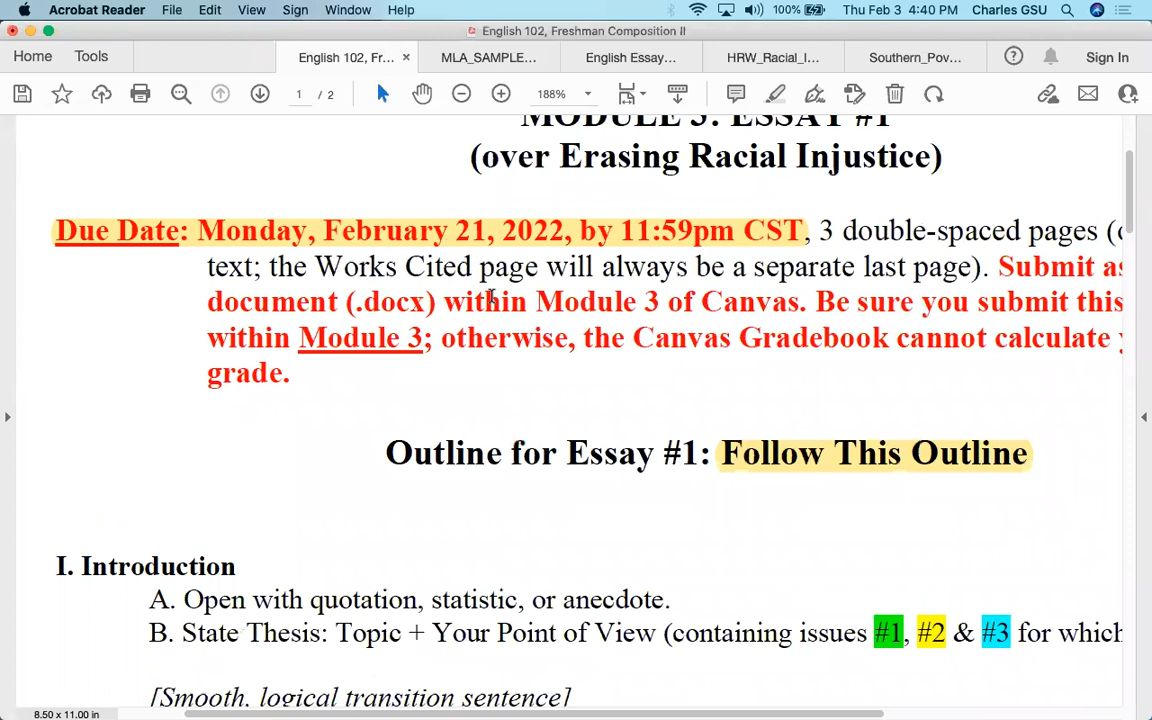 Acrobat Reader File Edit View Sign Window Help 100% Thu Feb 3 4:40 PM Charles GSU
English 102, Freshman Composition II
Home Tools English 102, Fr... × MLA_SAMPLE... English Essay... HRW_Racial_I... Southern_Pov... Sign In
1 / 2 188%
MODULE 3: ESSAY #1
(over Erasing Racial Injustice)
Due Date: Monday, February 21, 2022, by 11:59pm CST, 3 double-spaced pages (
text; the Works Cited page will always be a separate last page). Submit as
document (.docx) within Module 3 of Canvas. Be sure you submit this
within Module 3; otherwise, the Canvas Gradebook cannot calculate
grade.
Outline for Essay #1: Follow This Outline
I. Introduction
A. Open with quotation, statistic, or anecdote.
B. State Thesis: Topic + Your Point of View (containing issues #1, #2 & #3 for which
[Smooth, logical transition sentence]
8.50 x 11.00 in